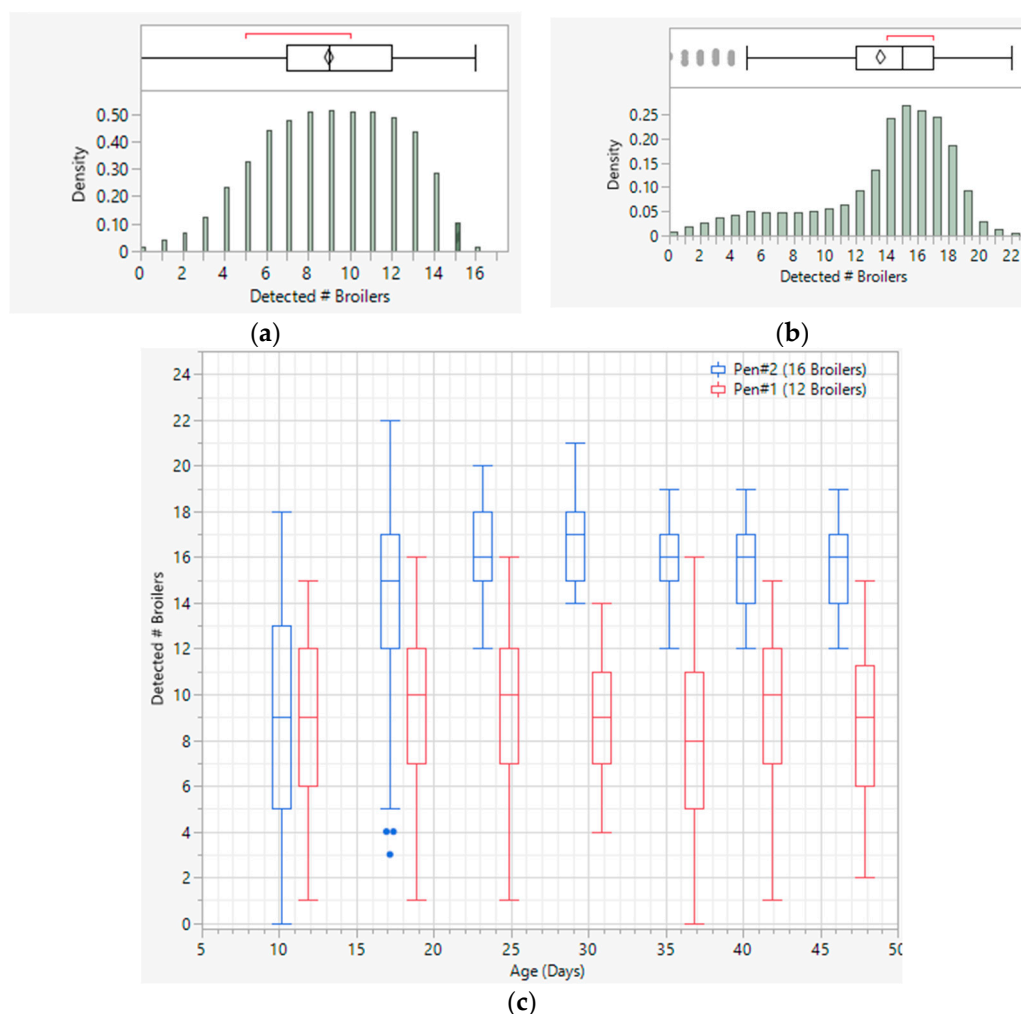 0.50
0.40
0.30
0.20
0.10
0
Density
0 2 4 6 8 10 12 14 16
Detected # Broilers
(a)
0.25
0.20
0.15
0.10
0.05
0
Density
0 2 4 6 8 10 12 14 16 18 20 22
Detected # Broilers
(b)
Pen#2 (16 Broilers)
Pen#1 (12 Broilers)
24
22
20
18
16
14
12
10
8
6
4
2
0
Detected # Broilers
5 10 15 20 25 30 35 40 45 50
Age (Days)
(c)